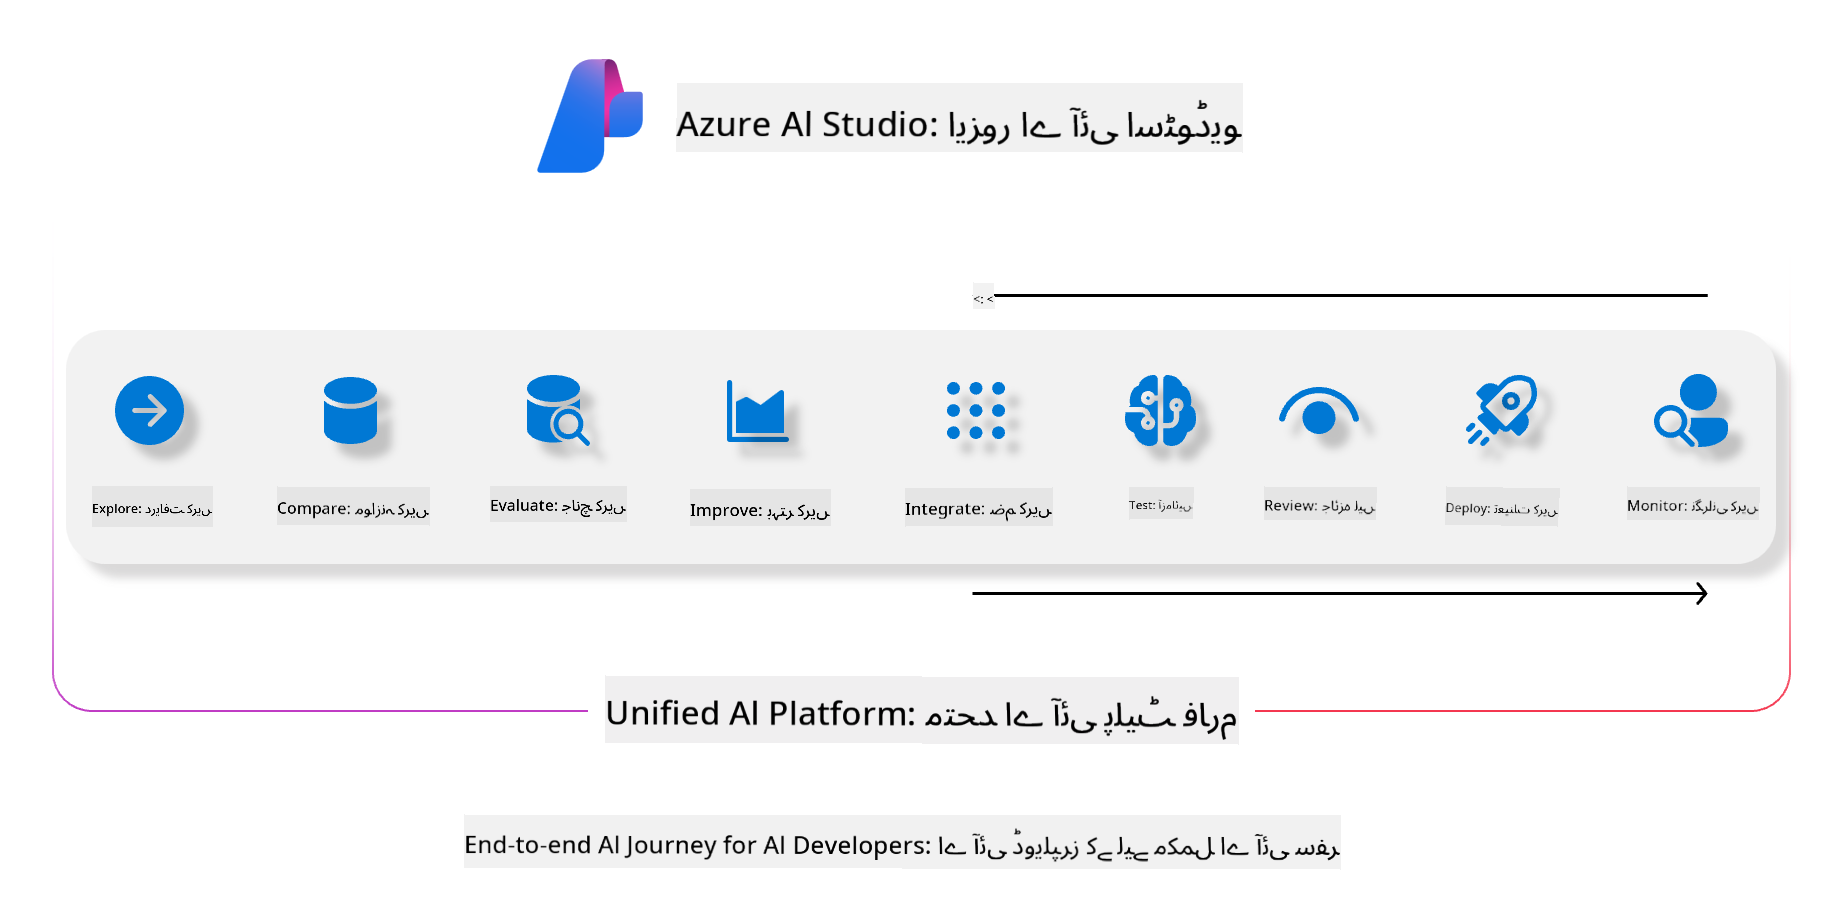 Azure AI Studio: ایزور اے آئی اسٹوڈیو
<: <
Explore: دریافت کریں
Compare: موازنہ کریں
Evaluate: جانچ کریں
Improve: بہتر کریں
Integrate: ضم کریں
Test: آزمائیں
Review: جائزہ لیں
Deploy: تعینات کریں
Monitor: نگرانی کریں
Unified AI Platform: متحد اے آئی پلیٹ فارم
End-to-end AI Journey for AI Developers: اے آئی ڈویلپرز کے لیے مکمل اے آئی سفر